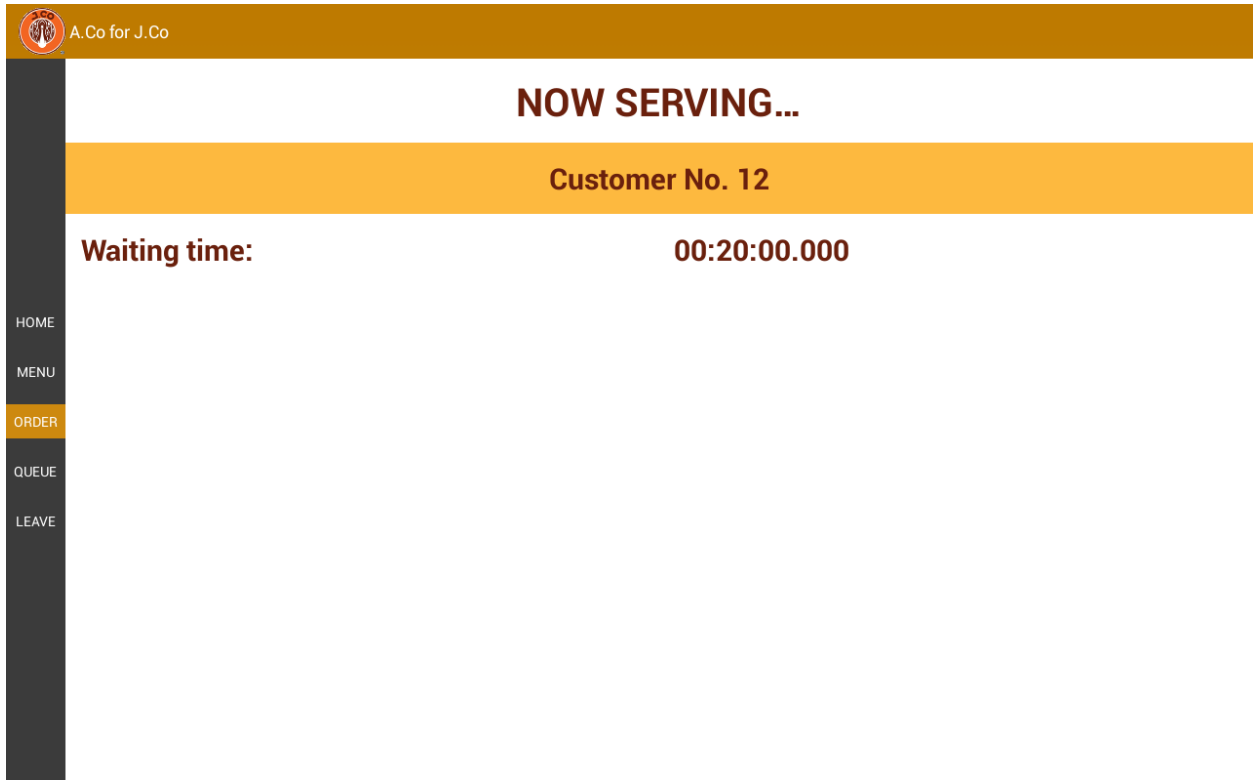 J.CO
A.Co for J.Co
NOW SERVING...
Customer No. 12
Waiting time: 00:20:00.000
HOME
MENU
ORDER
QUEUE
LEAVE